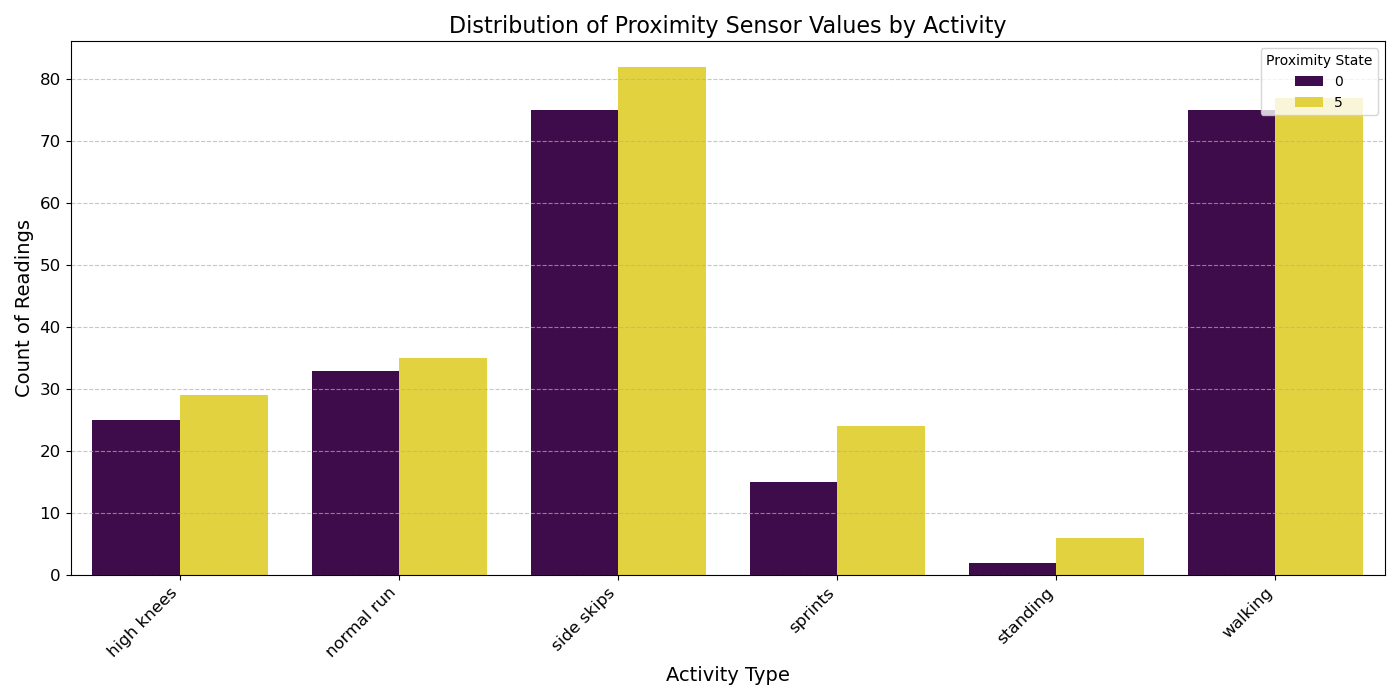 Distribution of Proximity Sensor Values by Activity
Proximity State
0
5
Count of Readings
80
70
60
50
40
30
20
10
0
high knees
normal run
side skips
sprints
standing
walking
Activity Type